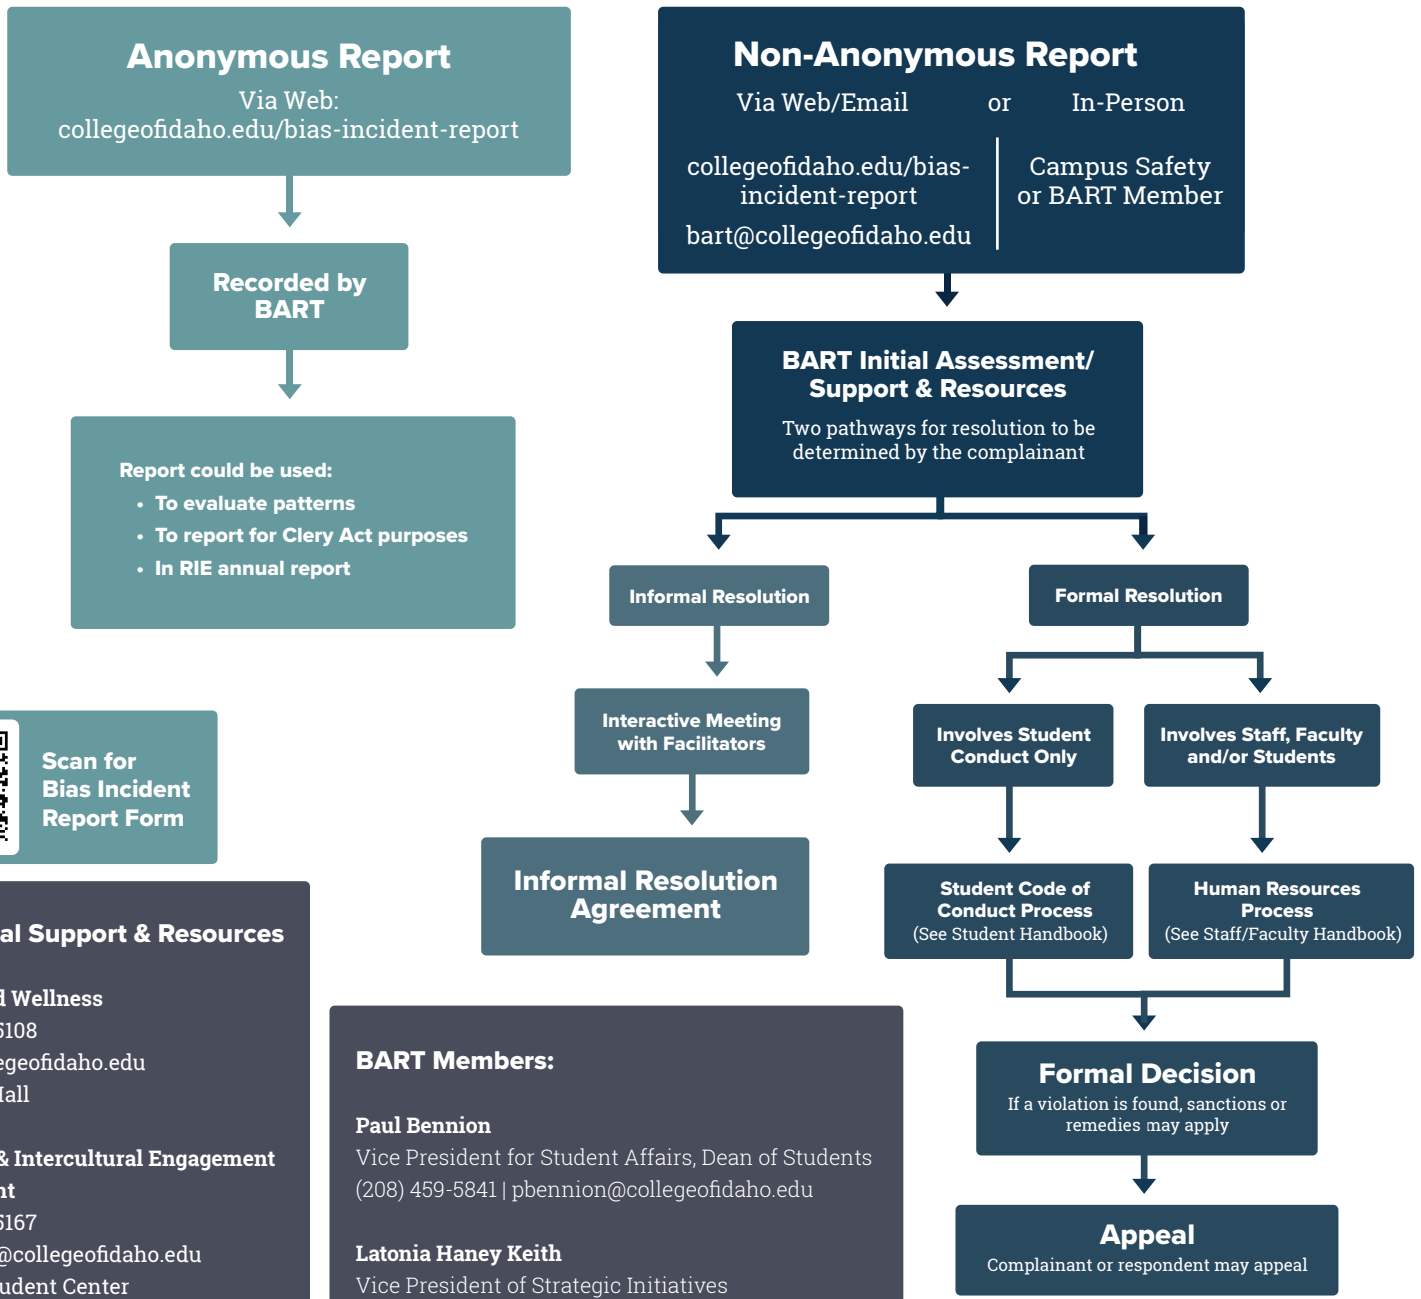 Anonymous Report
Via Web:
collegeofidaho.edu/bias-incident-report
Recorded by
BART
Report could be used:
• To evaluate patterns
• To report for Clery Act purposes
• In RIE annual report
Non-Anonymous Report
Via Web/Email or In-Person
collegeofidaho.edu/bias-
incident-report
bart@collegeofidaho.edu
Campus Safety
or BART Member
BART Initial Assessment/
Support & Resources
Two pathways for resolution to be
determined by the complainant
Informal Resolution
Interactive Meeting
with Facilitators
Informal Resolution
Agreement
Formal Resolution
Involves Student
Conduct Only
Involves Staff, Faculty
and/or Students
Student Code of
Conduct Process
(See Student Handbook)
Human Resources
Process
(See Staff/Faculty Handbook)
Formal Decision
If a violation is found, sanctions or
remedies may apply
Appeal
Complainant or respondent may appeal
Scan for
Bias Incident
Report Form
al Support & Resources
d Wellness
5108
egeofidaho.edu
Hall
& Intercultural Engagement
nt
5167
@collegeofidaho.edu
udent Center
BART Members:
Paul Bennion
Vice President for Student Affairs, Dean of Students
(208) 459-5841 | pbennion@collegeofidaho.edu
Latonia Haney Keith
Vice President of Strategic Initiatives